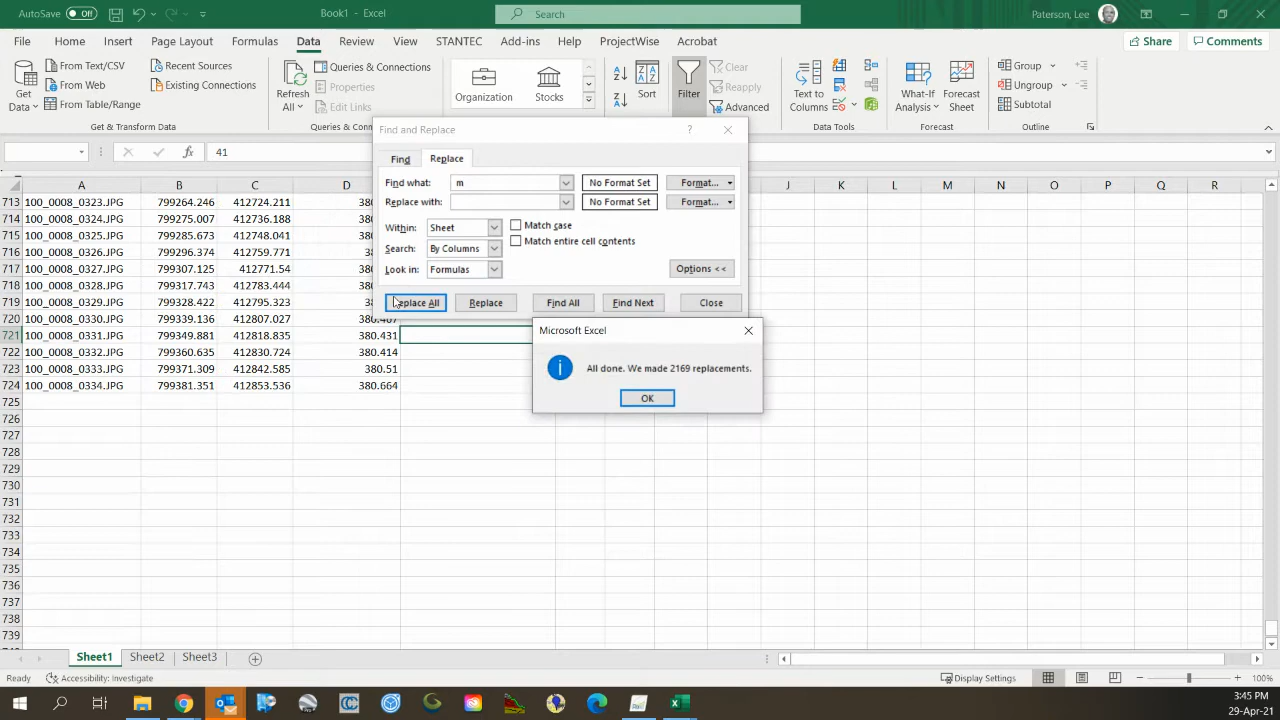 AutoSave Off Book1 - Excel Search Paterson, Lee
File Home Insert Page Layout Formulas Data Review View STANTEC Add-ins Help ProjectWise Acrobat Share Comments
Get Data
From Text/CSV
From Web
From Table/Range
Recent Sources
Existing Connections
Get & Transform Data
Refresh All
Queries & Connections
Properties
Edit Links
Queries & Conn
Organization
Stocks
Sort
Filter
Clear
Reapply
Advanced
Text to Columns
Data Tools
What-If Analysis
Forecast Sheet
Forecast
Group
Ungroup
Subtotal
Outline
fx 41
Find and Replace ?
Find Replace
Find what: m No Format Set Format...
Replace with: No Format Set Format...
Within: Sheet Match case
Search: By Columns Match entire cell contents
Look in: Formulas Options <<
Replace All Replace Find All Find Next Close
Microsoft Excel
All done. We made 2169 replacements.
OK
A B C D J K L M N O P Q R
713 100_0008_0323.JPG 799264.246 412724.211 380.
714 100_0008_0324.JPG 799275.007 412736.188 380.
715 100_0008_0325.JPG 799285.673 412748.041 380.
716 100_0008_0326.JPG 799296.374 412759.771 380
717 100_0008_0327.JPG 799307.125 412771.54 380.
718 100_0008_0328.JPG 799317.743 412783.444 380.
719 100_0008_0329.JPG 799328.422 412795.323 380.
720 100_0008_0330.JPG 799339.136 412807.027 380.407
721 100_0008_0331.JPG 799349.881 412818.835 380.431
722 100_0008_0332.JPG 799360.635 412830.724 380.414
723 100_0008_0333.JPG 799371.309 412842.585 380.51
724 100_0008_0334.JPG 799381.351 412853.536 380.664
725
726
727
728
729
730
731
732
733
734
735
736
737
738
739
Sheet1 Sheet2 Sheet3
Ready Accessibility: Investigate Display Settings 100%
3:45 PM
29-Apr-21